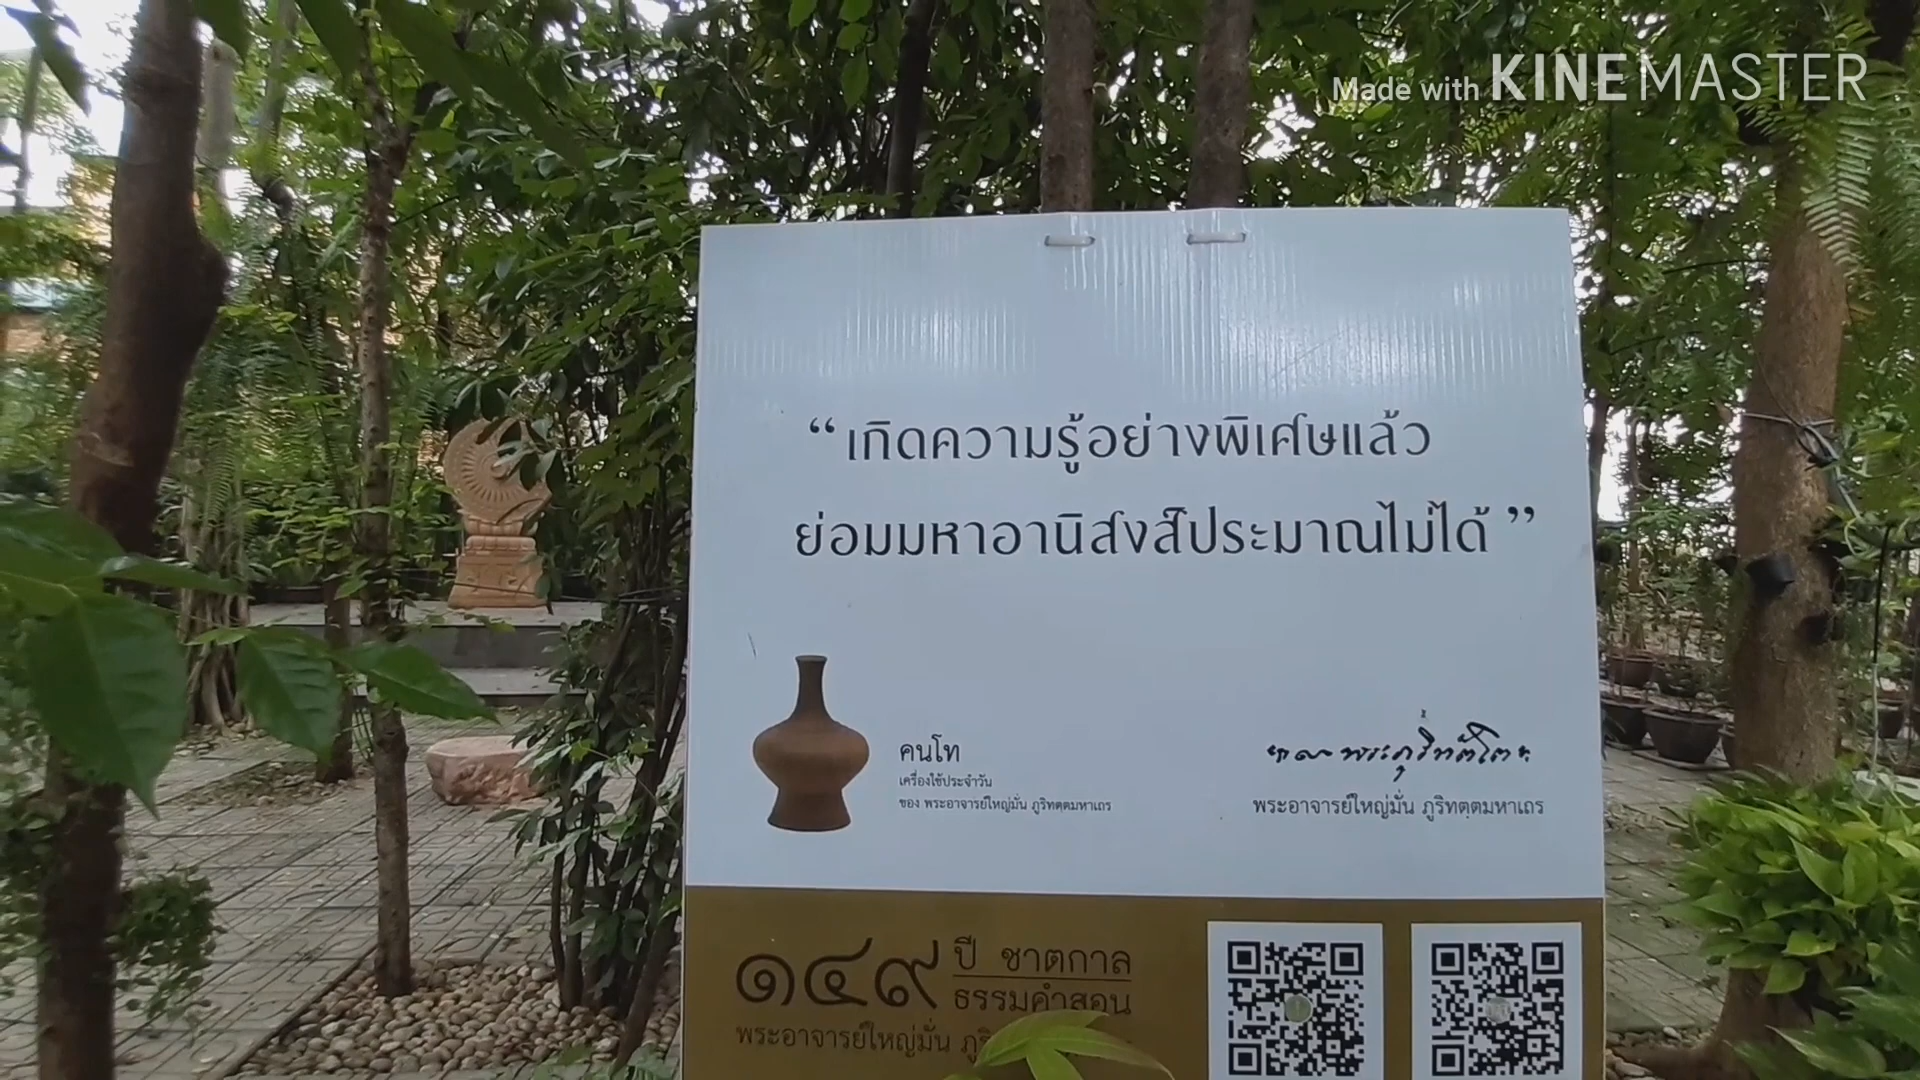 Made with KINEMASTER
“ เกิดความรู้อย่างพิเศษแล้ว
ย่อมมหาอานิสงส์ประมาณไม่ได้ ”
คนโท
เครื่องใช้ประจำวัน
ของ พระอาจารย์ใหญ่มั่น ภูริทตฺตมหาเถร
พระอาจารย์ใหญ่มั่น ภูริทตฺตมหาเถร
๑๔๙ ปี ชาตกาล
ธรรมคำสอน
พระอาจารย์ใหญ่มั่น